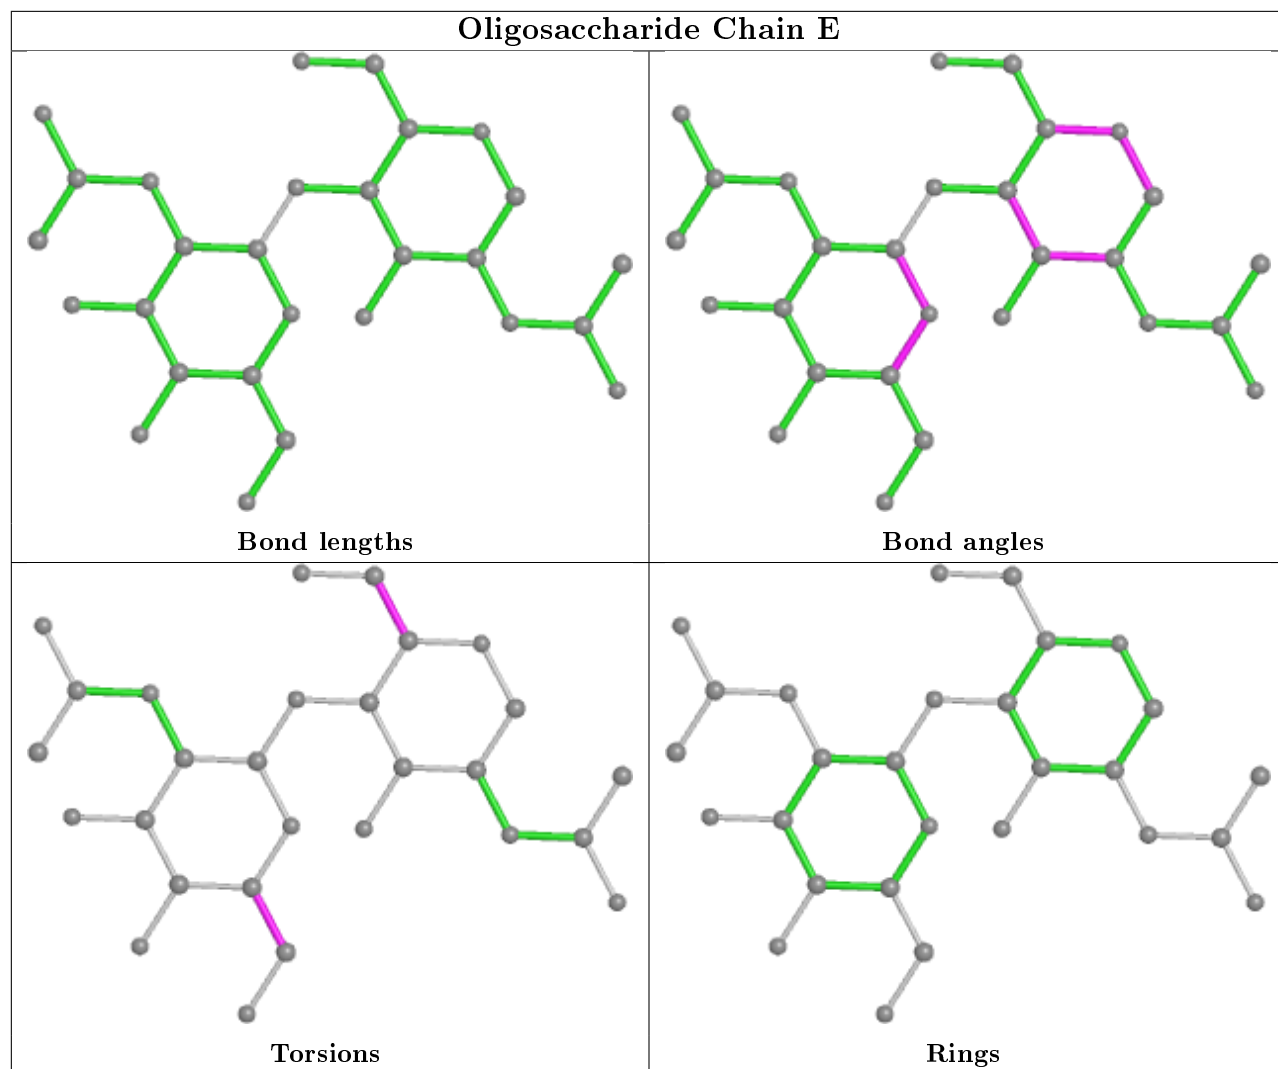 Oligosaccharide Chain E
Bond lengths
Bond angles
Torsions
Rings